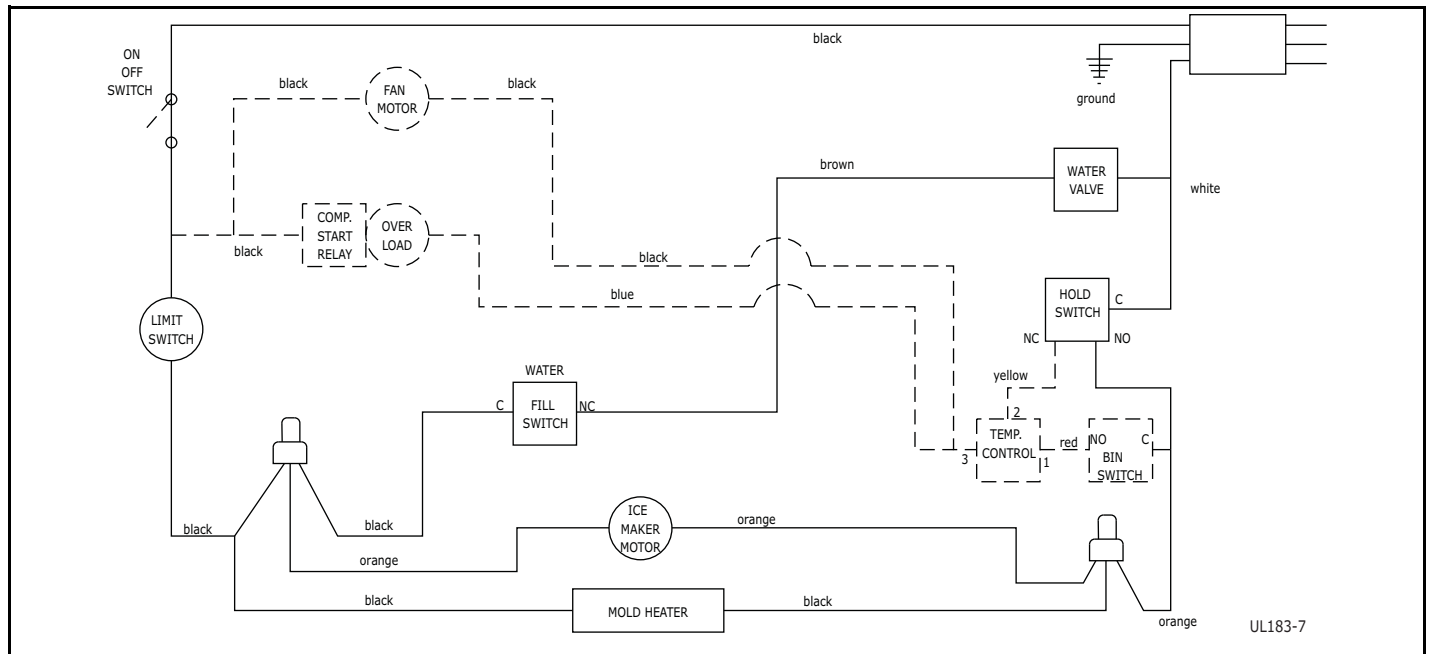 black
ON
OFF
SWITCH
black
FAN
MOTOR
black
ground
brown
WATER
VALVE
white
COMP.
START
RELAY
OVER
LOAD
black
black
blue
HOLD
SWITCH
C
NC
NO
LIMIT
SWITCH
WATER
C
FILL
SWITCH
NC
yellow
2
TEMP.
CONTROL
3
1
red
NO
C
BIN
SWITCH
black
black
orange
ICE
MAKER
MOTOR
orange
black
MOLD HEATER
black
orange
UL183-7